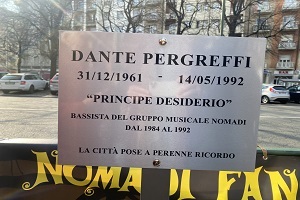 DANTE PERGREFFI
31/12/1961 - 14/05/1992
“PRINCIPE DESIDERIO”
BASSISTA DEL GRUPPO MUSICALE NOMADI
DAL 1984 AL 1992
LA CITTÀ POSE A PERENNE RICORDO
NOMADI FAN